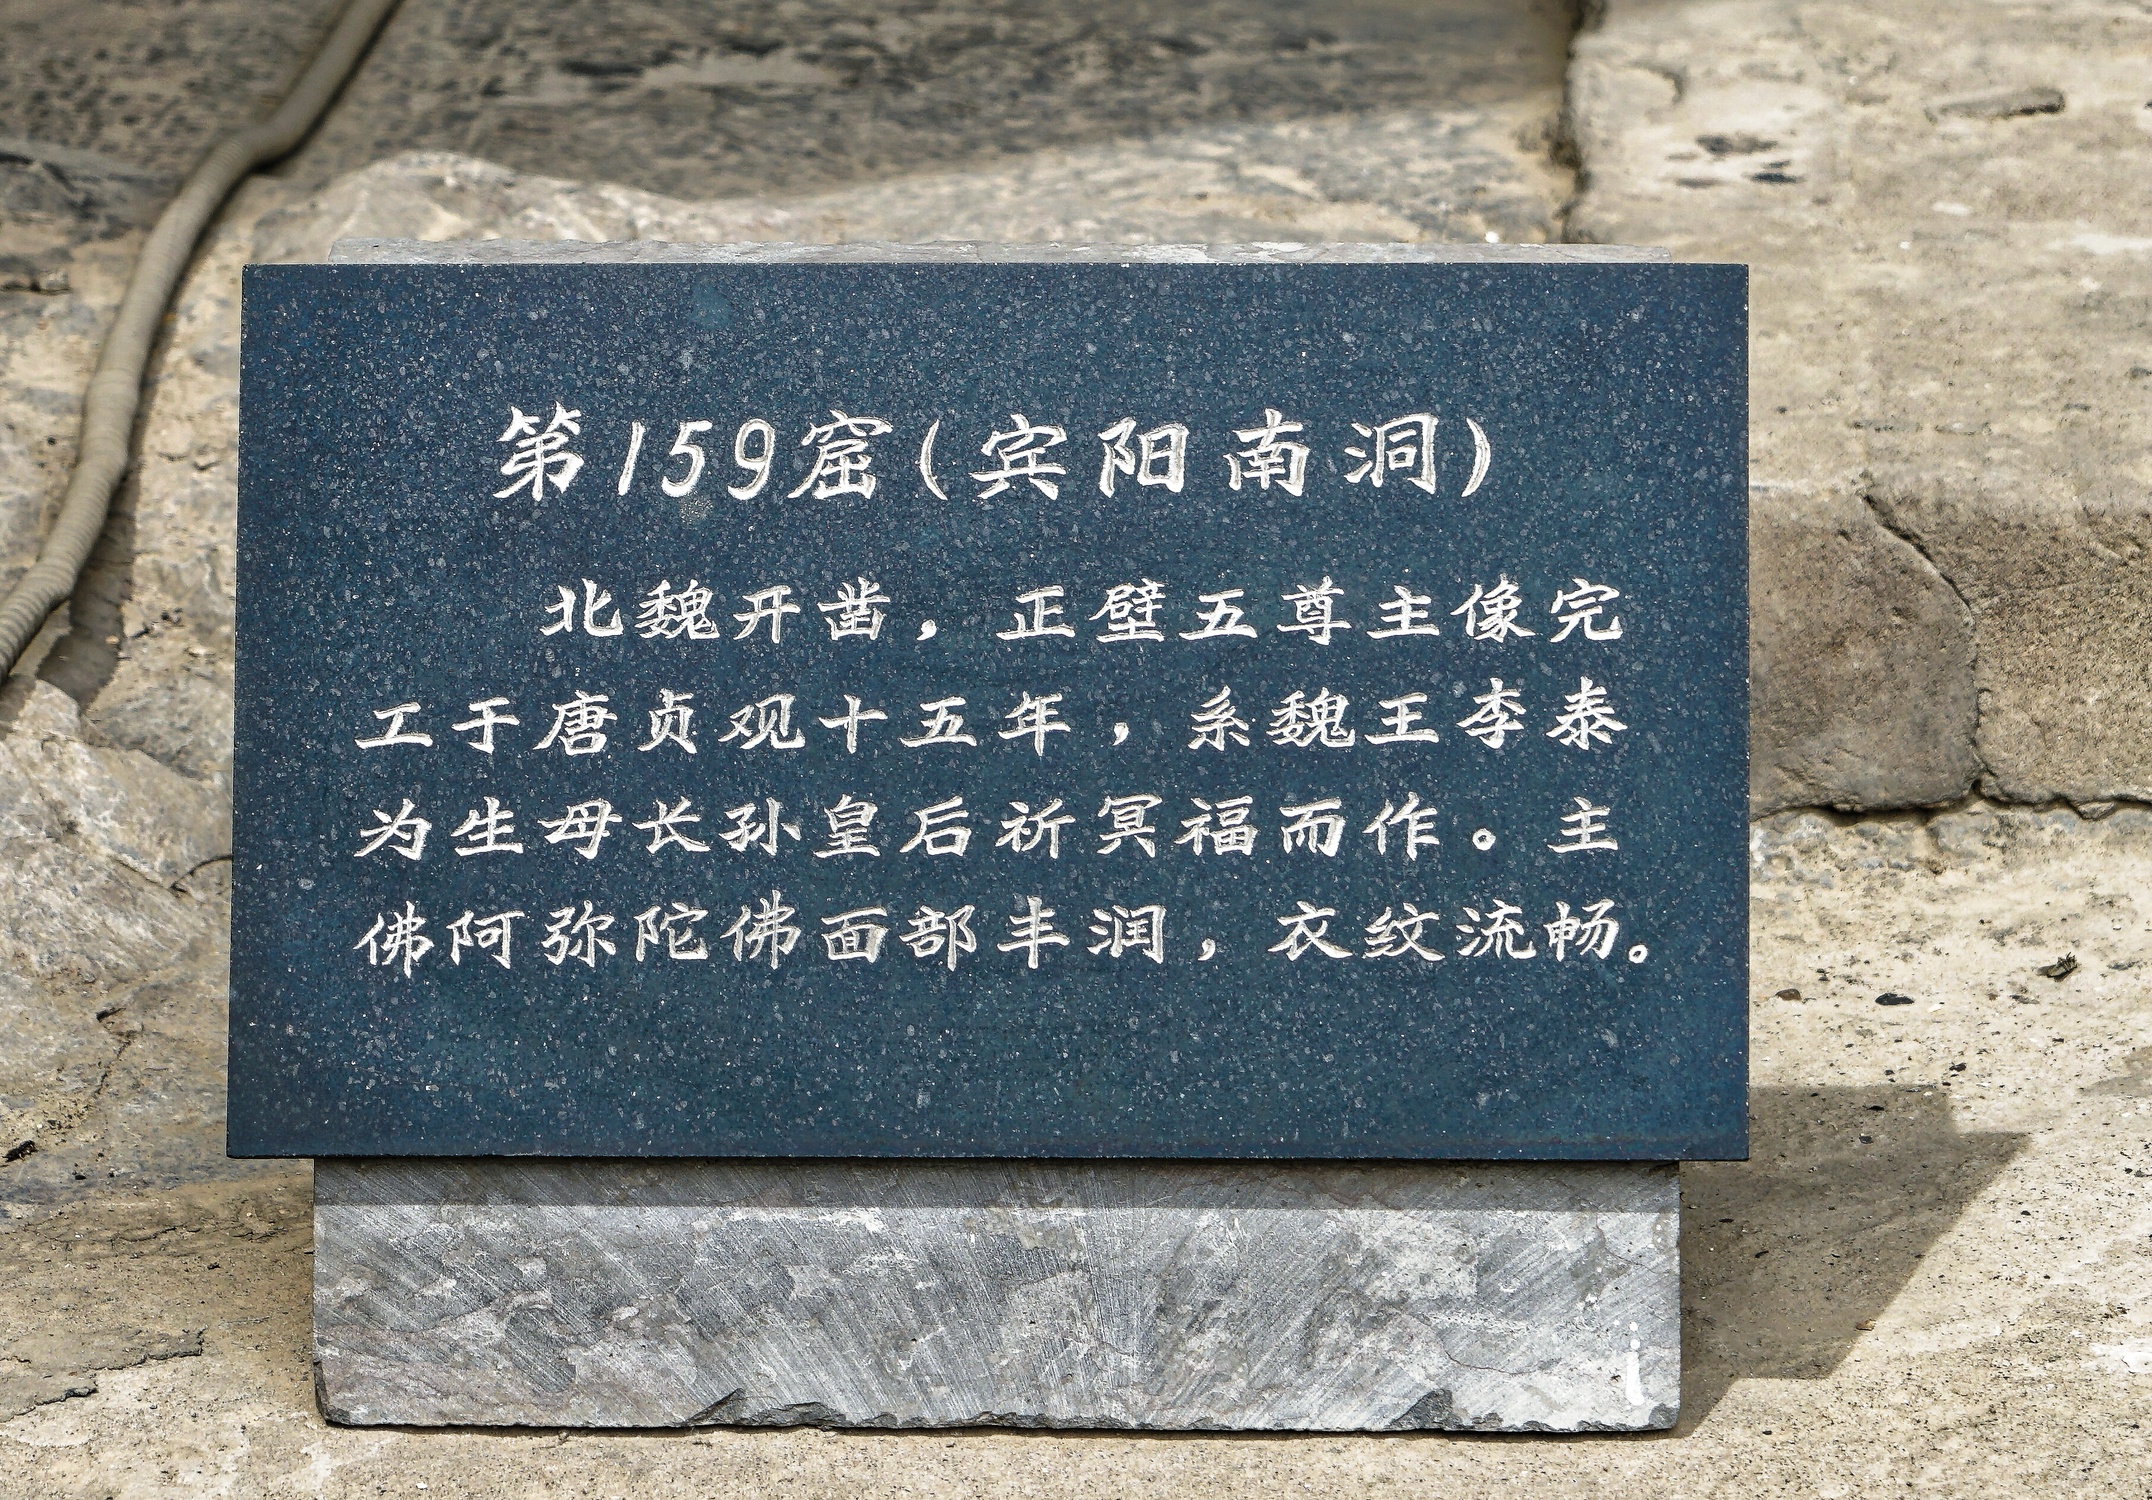 第159窟(宾阳南洞)
北魏开凿，正壁五尊主像完
工于唐贞观十五年，系魏王李泰
为生母长孙皇后祈冥福而作。主
佛阿弥陀佛面部丰润，衣纹流畅。